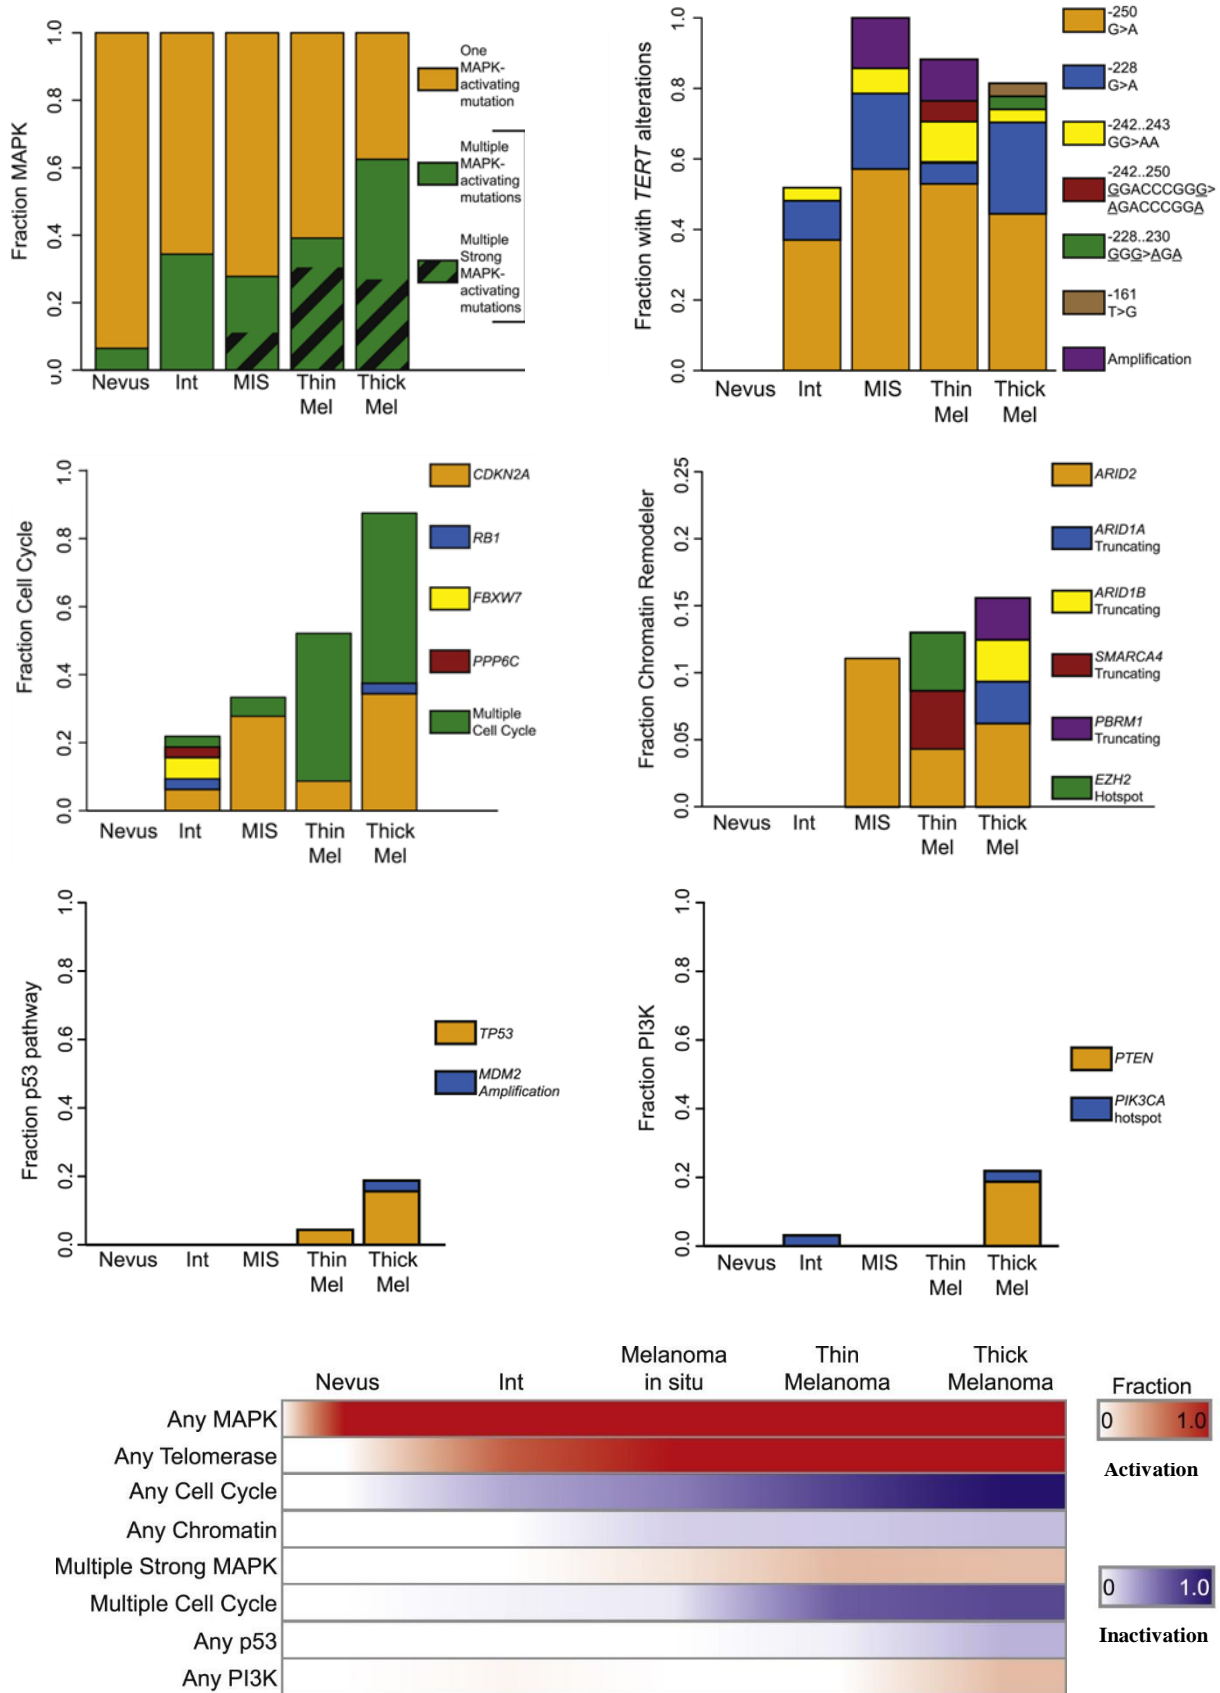 Fraction MAPK
1.0
0.8
0.6
0.4
0.2
0.0
Nevus
Int
MIS
Thin
Mel
Thick
Mel
One
MAPK-
activating
mutation
Multiple
MAPK-
activating
mutations
Multiple
Strong
MAPK-
activating
mutations
Fraction with TERT alterations
1.0
0.8
0.6
0.4
0.2
0.0
Nevus
Int
MIS
Thin
Mel
Thick
Mel
-250
G>A
-228
G>A
-242..243
GG>AA
-242..250
GGACCCGGG>
AGACCCGGA
-228..230
GGG>AGA
-161
T>G
Amplification
Fraction Cell Cycle
1.0
0.8
0.6
0.4
0.2
0.0
Nevus
Int
MIS
Thin
Mel
Thick
Mel
CDKN2A
RB1
FBXW7
PPP6C
Multiple
Cell Cycle
Fraction Chromatin Remodeler
0.25
0.2
0.15
0.1
0.05
0.0
Nevus
Int
MIS
Thin
Mel
Thick
Mel
ARID2
ARID1A
Truncating
ARID1B
Truncating
SMARCA4
Truncating
PBRM1
Truncating
EZH2
Hotspot
Fraction p53 pathway
1.0
0.8
0.6
0.4
0.2
0.0
Nevus
Int
MIS
Thin
Mel
Thick
Mel
TP53
MDM2
Amplification
Fraction PI3K
1.0
0.8
0.6
0.4
0.2
0.0
Nevus
Int
MIS
Thin
Mel
Thick
Mel
PTEN
PIK3CA
hotspot
Nevus
Int
Melanoma
in situ
Thin
Melanoma
Thick
Melanoma
Any MAPK
Any Telomerase
Any Cell Cycle
Any Chromatin
Multiple Strong MAPK
Multiple Cell Cycle
Any p53
Any PI3K
Fraction
0 1.0
Activation
0 1.0
Inactivation